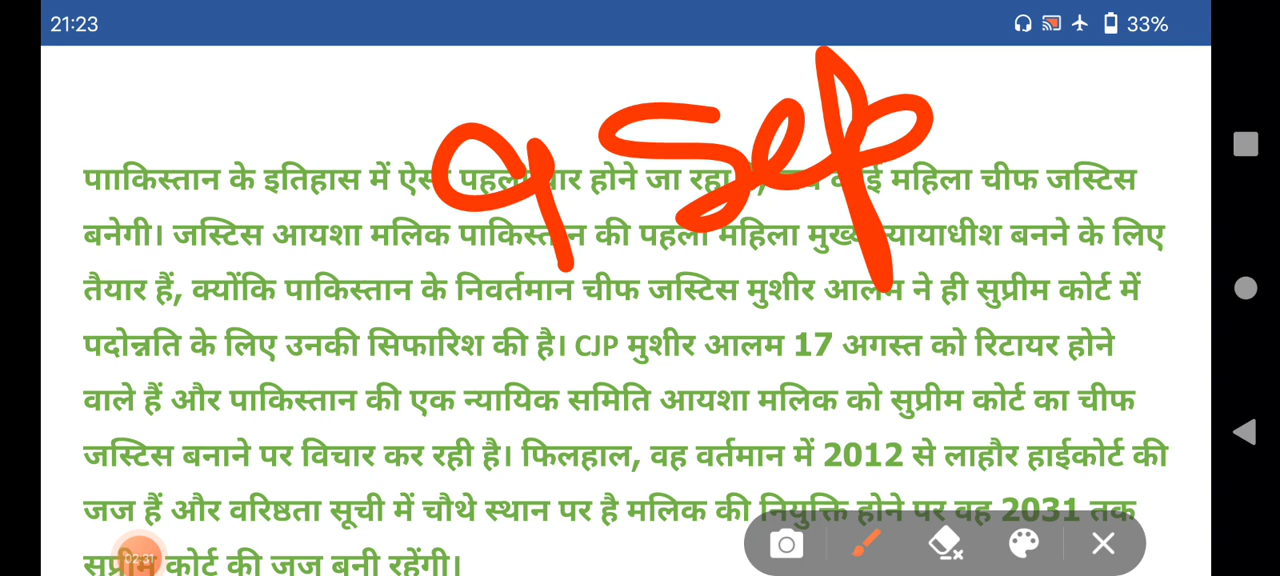 21:23
33%
9 Sep
पााकिस्तान के इतिहास में ऐसा पहली बार होने जा रहा है, जब कोई महिला चीफ जस्टिस
बनेगी। जस्टिस आयशा मलिक पाकिस्तान की पहली महिला मुख्य न्यायाधीश बनने के लिए
तैयार हैं, क्योंकि पाकिस्तान के निवर्तमान चीफ जस्टिस मुशीर आलम ने ही सुप्रीम कोर्ट में
पदोन्नति के लिए उनकी सिफारिश की है। CJP मुशीर आलम 17 अगस्त को रिटायर होने
वाले हैं और पाकिस्तान की एक न्यायिक समिति आयशा मलिक को सुप्रीम कोर्ट का चीफ
जस्टिस बनाने पर विचार कर रही है। फिलहाल, वह वर्तमान में 2012 से लाहौर हाईकोर्ट की
जज हैं और वरिष्ठता सूची में चौथे स्थान पर है मलिक की नियुक्ति होने पर वह 2031 तक
सुप्रीम कोर्ट की जज बनी रहेंगी।
02:31